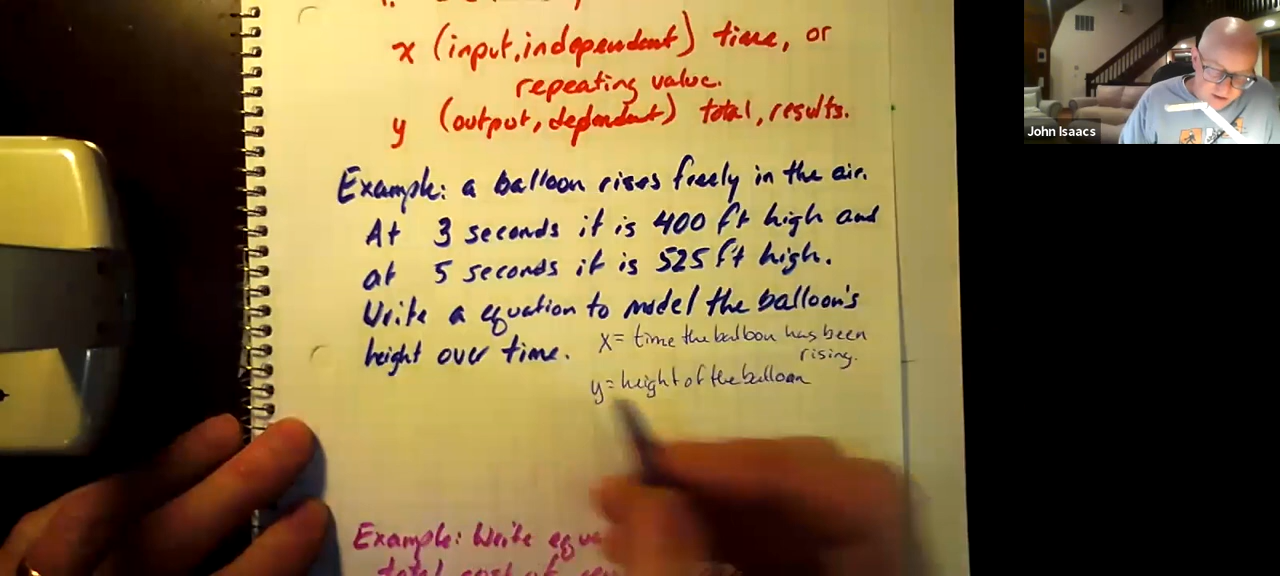 x (input, independent) time, or
repeating value.
y (output, dependent) total, results.
Example: a balloon rises freely in the air.
At 3 seconds it is 400 ft high and
at 5 seconds it is 525 ft high.
Write a equation to model the balloon's
height over time.
x = time the balloon has been
rising.
y = height of the balloon
Example: Write
total cost of
John Isaacs